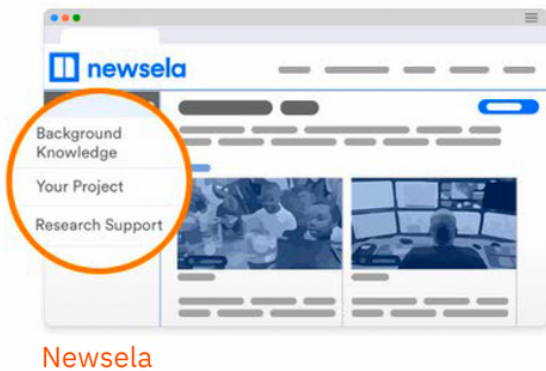 newsela
Background
Knowledge
Your Project
Research Support
Newsela